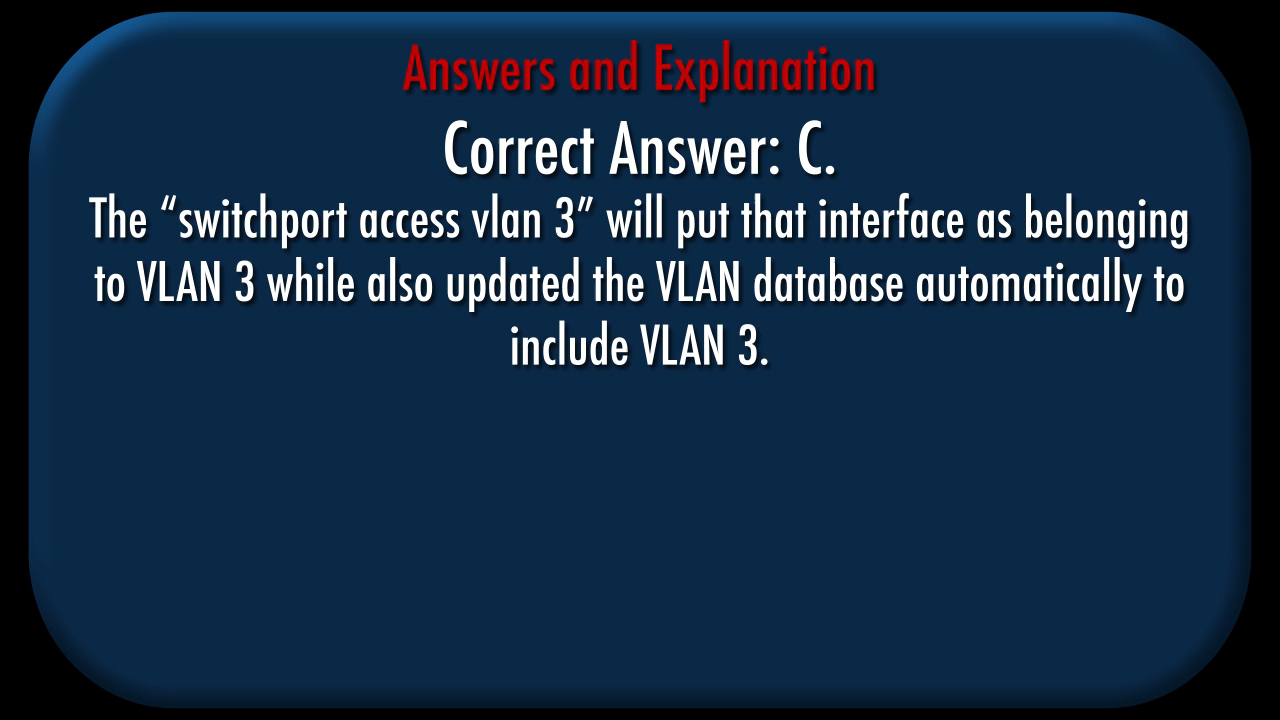 Answers and Explanation
Correct Answer: C.
The “switchport access vlan 3” will put that interface as belonging
to VLAN 3 while also updated the VLAN database automatically to
include VLAN 3.